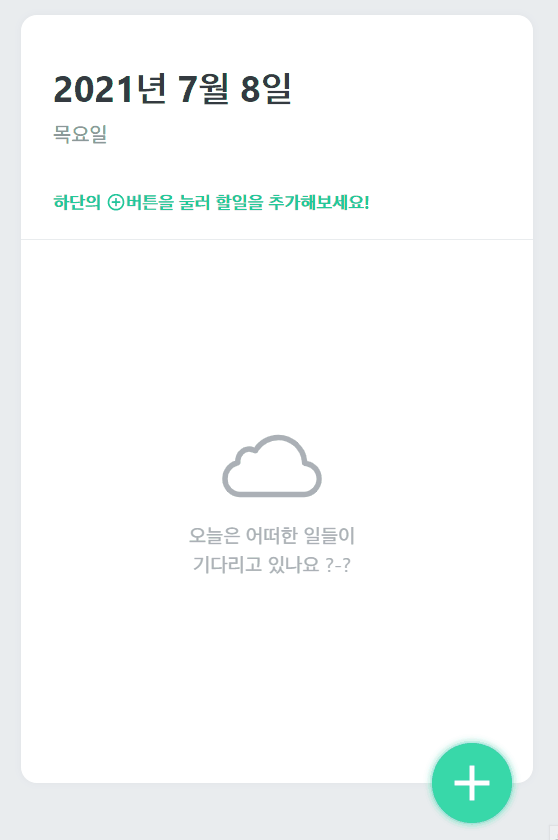 2021년 7월 8일
목요일
하단의 ⊕버튼을 눌러 할일을 추가해보세요!
오늘은 어떠한 일들이
기다리고 있나요 ?-?